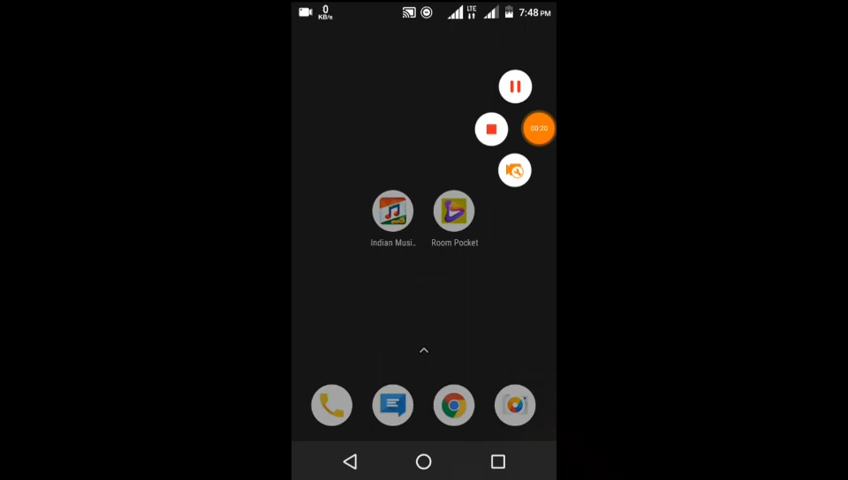 0
KB/s
LTE
7:48 PM
00:20
Indian Musi..
Room Pocket